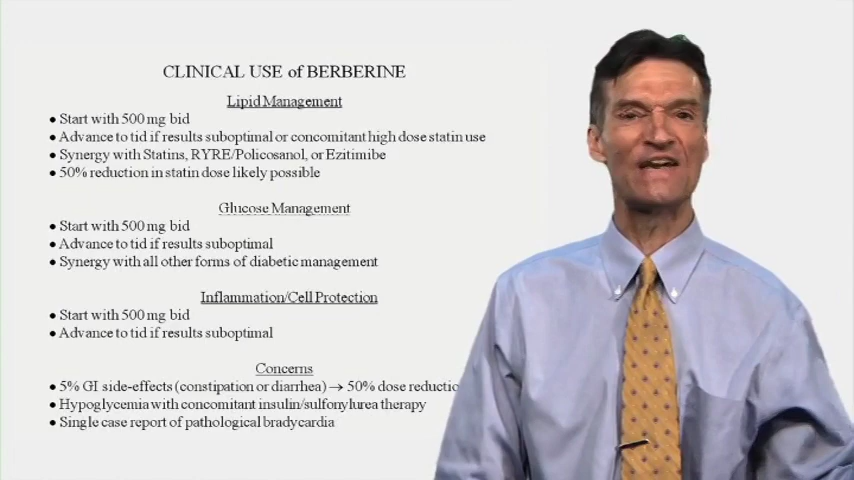 CLINICAL USE of BERBERINE
Lipid Management
● Start with 500 mg bid
● Advance to tid if results suboptimal or concomitant high dose statin use
● Synergy with Statins, RYRE/Policosanol, or Ezitimibe
● 50% reduction in statin dose likely possible
Glucose Management
● Start with 500 mg bid
● Advance to tid if results suboptimal
● Synergy with all other forms of diabetic management
Inflammation/Cell Protection
● Start with 500 mg bid
● Advance to tid if results suboptimal
Concerns
● 5% GI side-effects (constipation or diarrhea) → 50% dose reductio
● Hypoglycemia with concomitant insulin/sulfonylurea therapy
● Single case report of pathological bradycardia